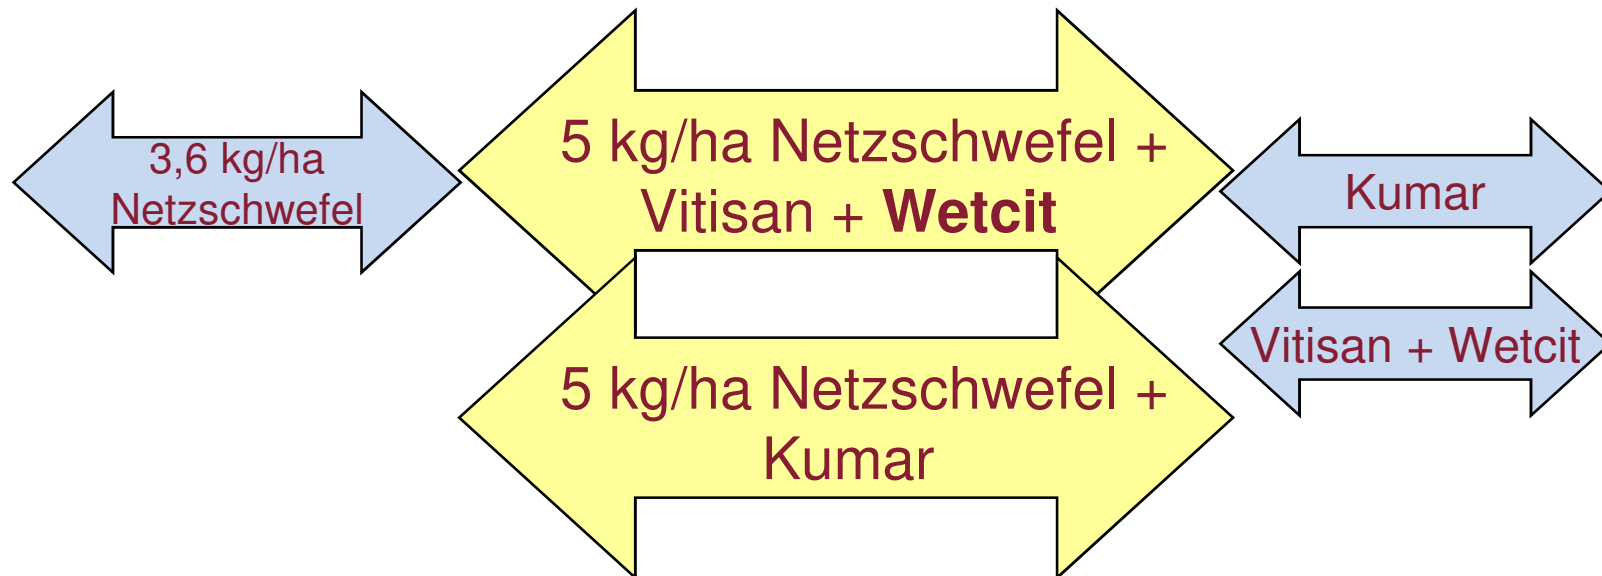 3,6 kg/ha
Netzschwefel
5 kg/ha Netzschwefel +
Vitisan + Wetcit
5 kg/ha Netzschwefel +
Kumar
Kumar
Vitisan + Wetcit